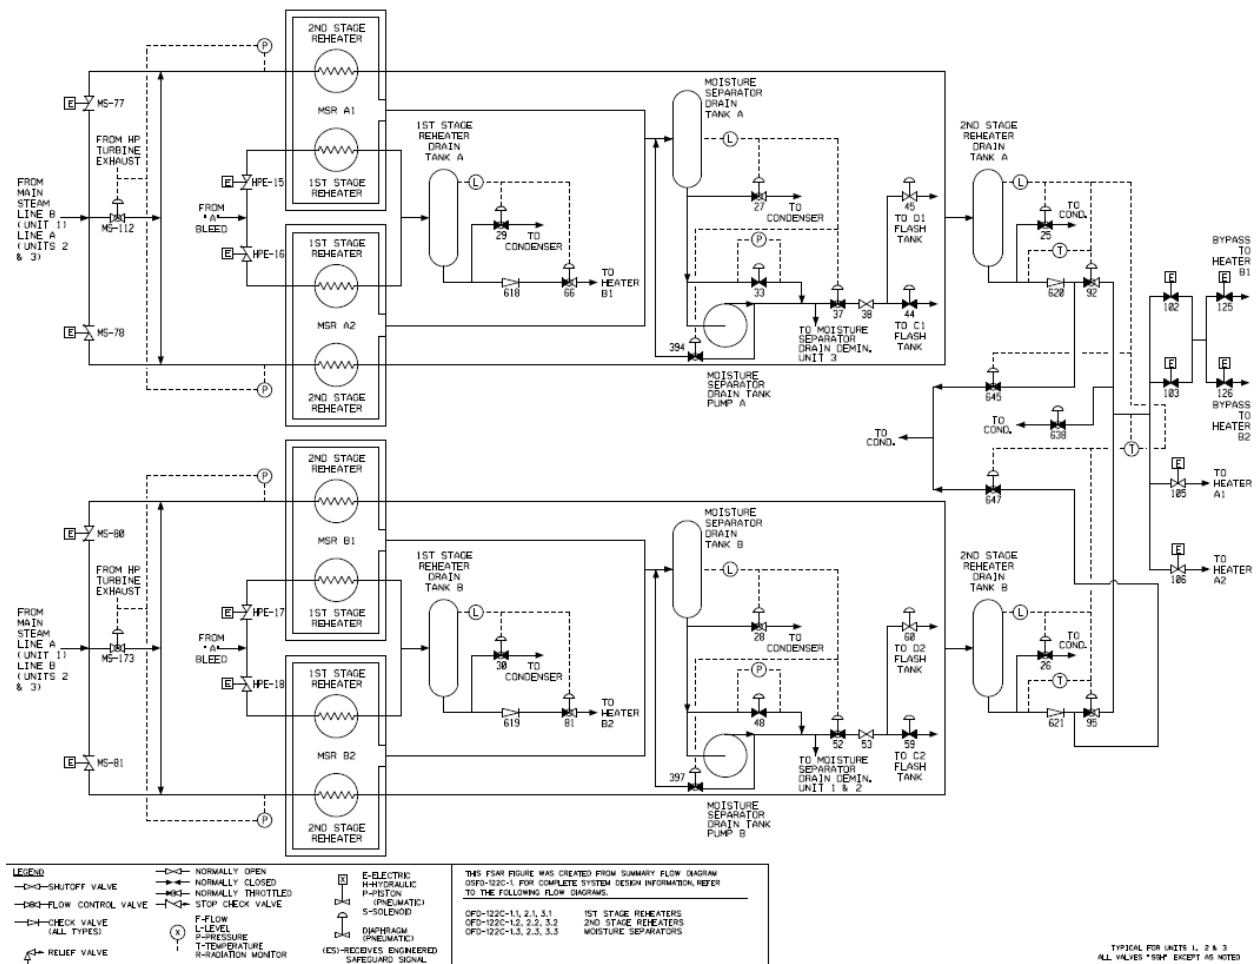 2ND STAGE
REHEATER
P
E
MS-77
MSR A1
FROM HP
TURBINE
EXHAUST
1ST STAGE
REHEATER
E
HPE-15
FROM
MAIN
STEAM
LINE B
(UNIT 1)
LINE A
(UNITS 2
& 3)
MS-112
FROM
"A"
BLEED
1ST STAGE
REHEATER
E
HPE-16
MSR A2
E
MS-78
P
2ND STAGE
REHEATER
1ST STAGE
REHEATER
DRAIN
TANK A
L
29
TO
CONDENSER
618
66
TO
HEATER
B1
MOISTURE
SEPARATOR
DRAIN
TANK A
L
27
TO
CONDENSER
P
33
37
38
44
45
TO D1
FLASH
TANK
TO C1
FLASH
TANK
TO MOISTURE
SEPARATOR
DRAIN DEMIN.
UNIT 3
394
MOISTURE
SEPARATOR
DRAIN TANK
PUMP A
2ND STAGE
REHEATER
DRAIN
TANK A
L
TO
COND.
25
T
620
92
BYPASS
TO
HEATER
B1
E
102
E
125
E
103
E
126
BYPASS
TO
HEATER
B2
645
TO
COND.
TO
COND.
638
T
647
E
105
TO
HEATER
A1
E
106
TO
HEATER
A2
2ND STAGE
REHEATER
P
E
MS-80
MSR B1
FROM HP
TURBINE
EXHAUST
1ST STAGE
REHEATER
E
HPE-17
FROM
MAIN
STEAM
LINE A
(UNIT 1)
LINE B
(UNITS 2
& 3)
MS-173
FROM
"A"
BLEED
1ST STAGE
REHEATER
E
HPE-18
MSR B2
E
MS-81
P
2ND STAGE
REHEATER
1ST STAGE
REHEATER
DRAIN
TANK B
L
30
TO
CONDENSER
619
81
TO
HEATER
B2
MOISTURE
SEPARATOR
DRAIN
TANK B
L
28
TO
CONDENSER
P
48
52
53
59
60
TO D2
FLASH
TANK
TO C2
FLASH
TANK
TO MOISTURE
SEPARATOR
DRAIN DEMIN.
UNIT 1 & 2
397
MOISTURE
SEPARATOR
DRAIN TANK
PUMP B
2ND STAGE
REHEATER
DRAIN
TANK B
L
TO
COND.
26
T
621
95
LEGEND
SHUTOFF VALVE
FLOW CONTROL VALVE
CHECK VALVE
(ALL TYPES)
RELIEF VALVE
NORMALLY OPEN
NORMALLY CLOSED
NORMALLY THROTTLED
STOP CHECK VALVE
X
F-FLOW
L-LEVEL
P-PRESSURE
T-TEMPERATURE
R-RADIATION MONITOR
X
E-ELECTRIC
H-HYDRAULIC
P-PISTON
(PNEUMATIC)
S-SOLENOID
DIAPHRAGM
(PNEUMATIC)
(ES)-RECEIVES ENGINEERED
SAFEGUARD SIGNAL
THIS FSAR FIGURE WAS CREATED FROM SUMMARY FLOW DIAGRAM
OSFD-122C-1. FOR COMPLETE SYSTEM DESIGN INFORMATION, REFER
TO THE FOLLOWING FLOW DIAGRAMS.
OFD-122C-1.1, 2.1, 3.1 1ST STAGE REHEATERS
OFD-122C-1.2, 2.2, 3.2 2ND STAGE REHEATERS
OFD-122C-1.3, 2.3, 3.3 MOISTURE SEPARATORS
TYPICAL FOR UNITS 1, 2 & 3
ALL VALVES "SSH" EXCEPT AS NOTED